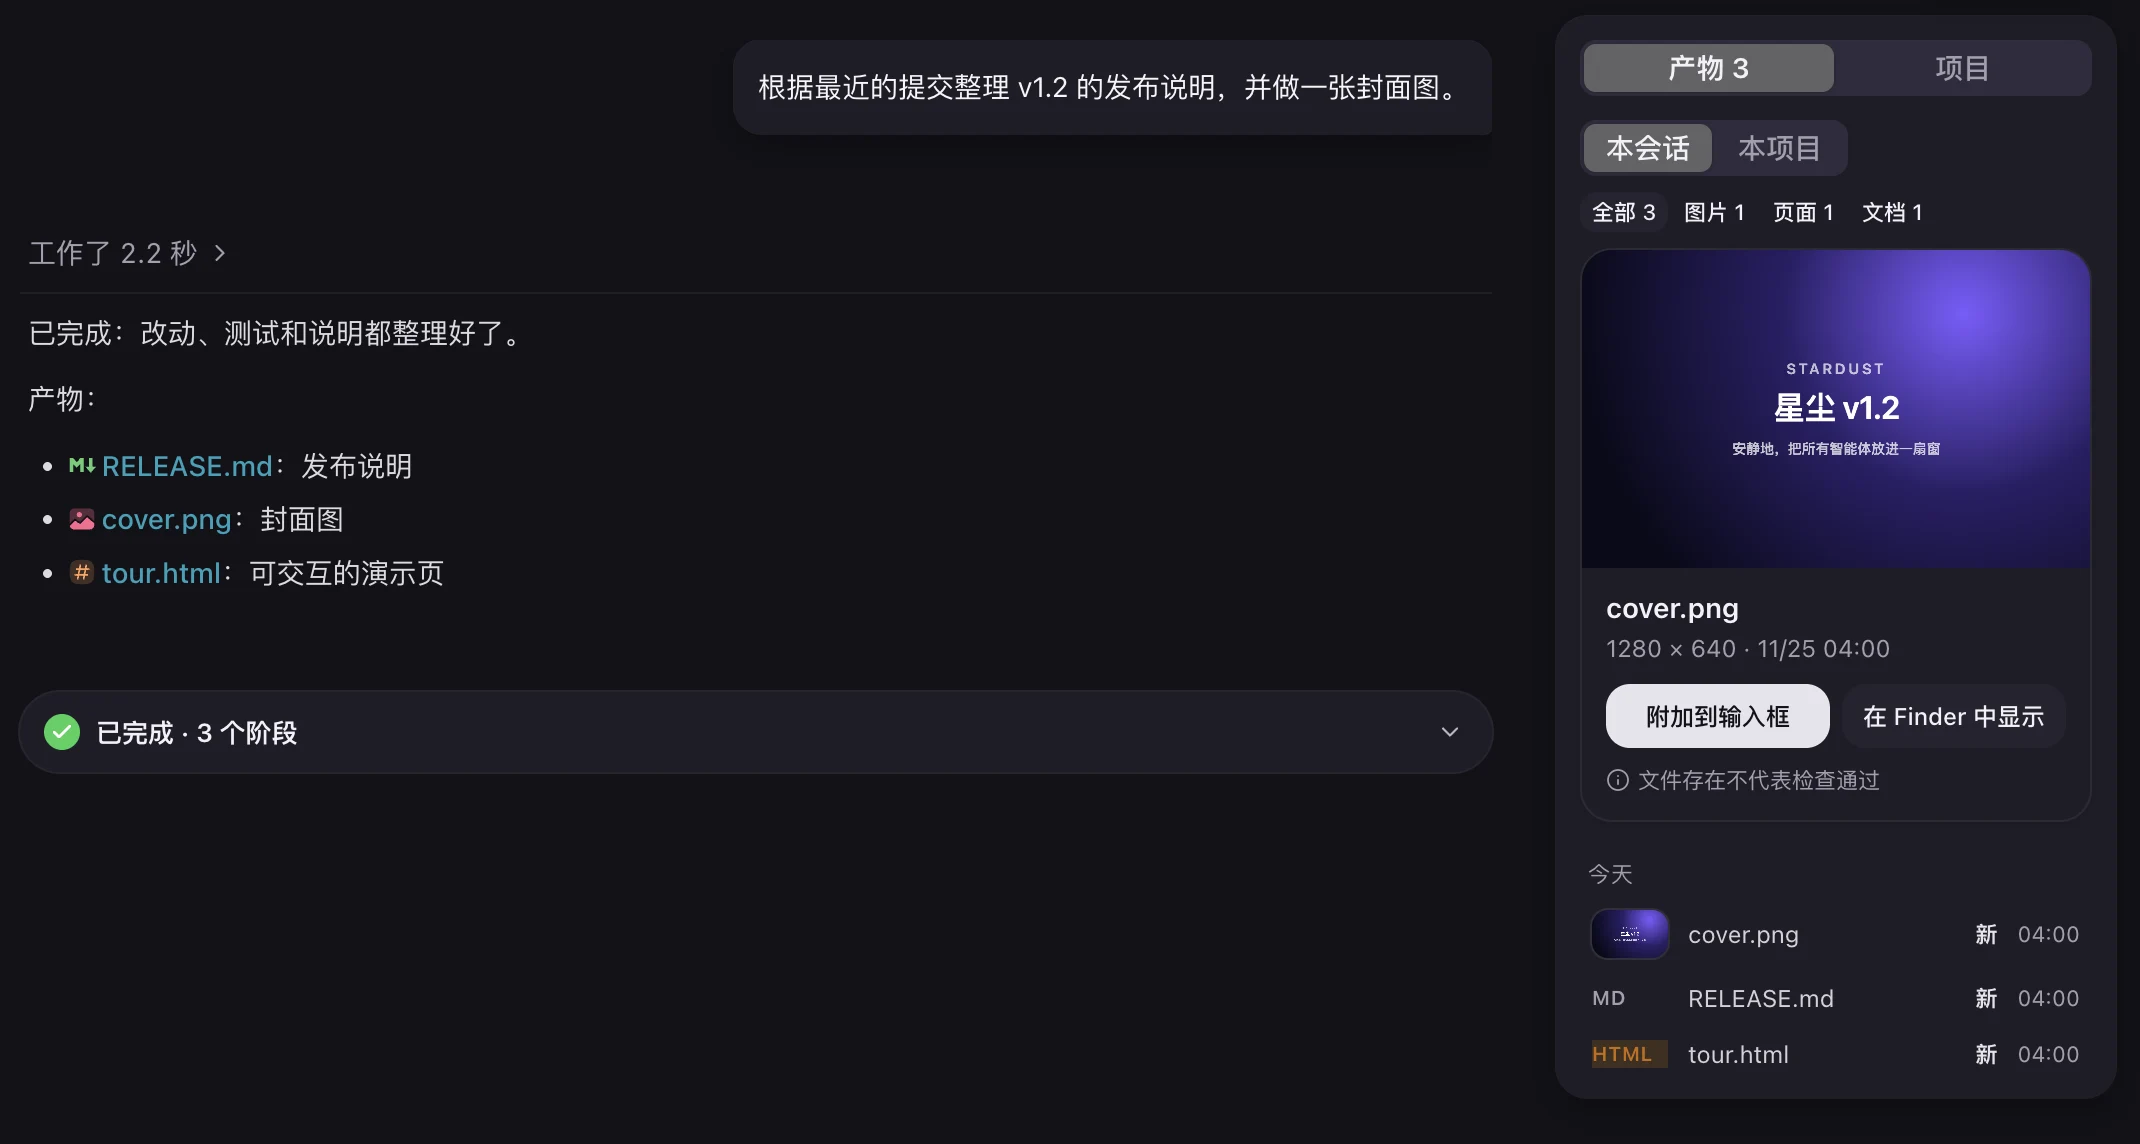 根据最近的提交整理 v1.2 的发布说明，并做一张封面图。
工作了 2.2 秒
已完成：改动、测试和说明都整理好了。
产物：
RELEASE.md：发布说明
cover.png：封面图
tour.html：可交互的演示页
已完成 · 3 个阶段
产物 3 项目
本会话 本项目
全部 3 图片 1 页面 1 文档 1
STARDUST
星尘 v1.2
安静地，把所有智能体放进一扇窗
cover.png
1280 × 640 · 11/25 04:00
附加到输入框 在 Finder 中显示
文件存在不代表检查通过
今天
cover.png 新 04:00
MD RELEASE.md 新 04:00
HTML tour.html 新 04:00